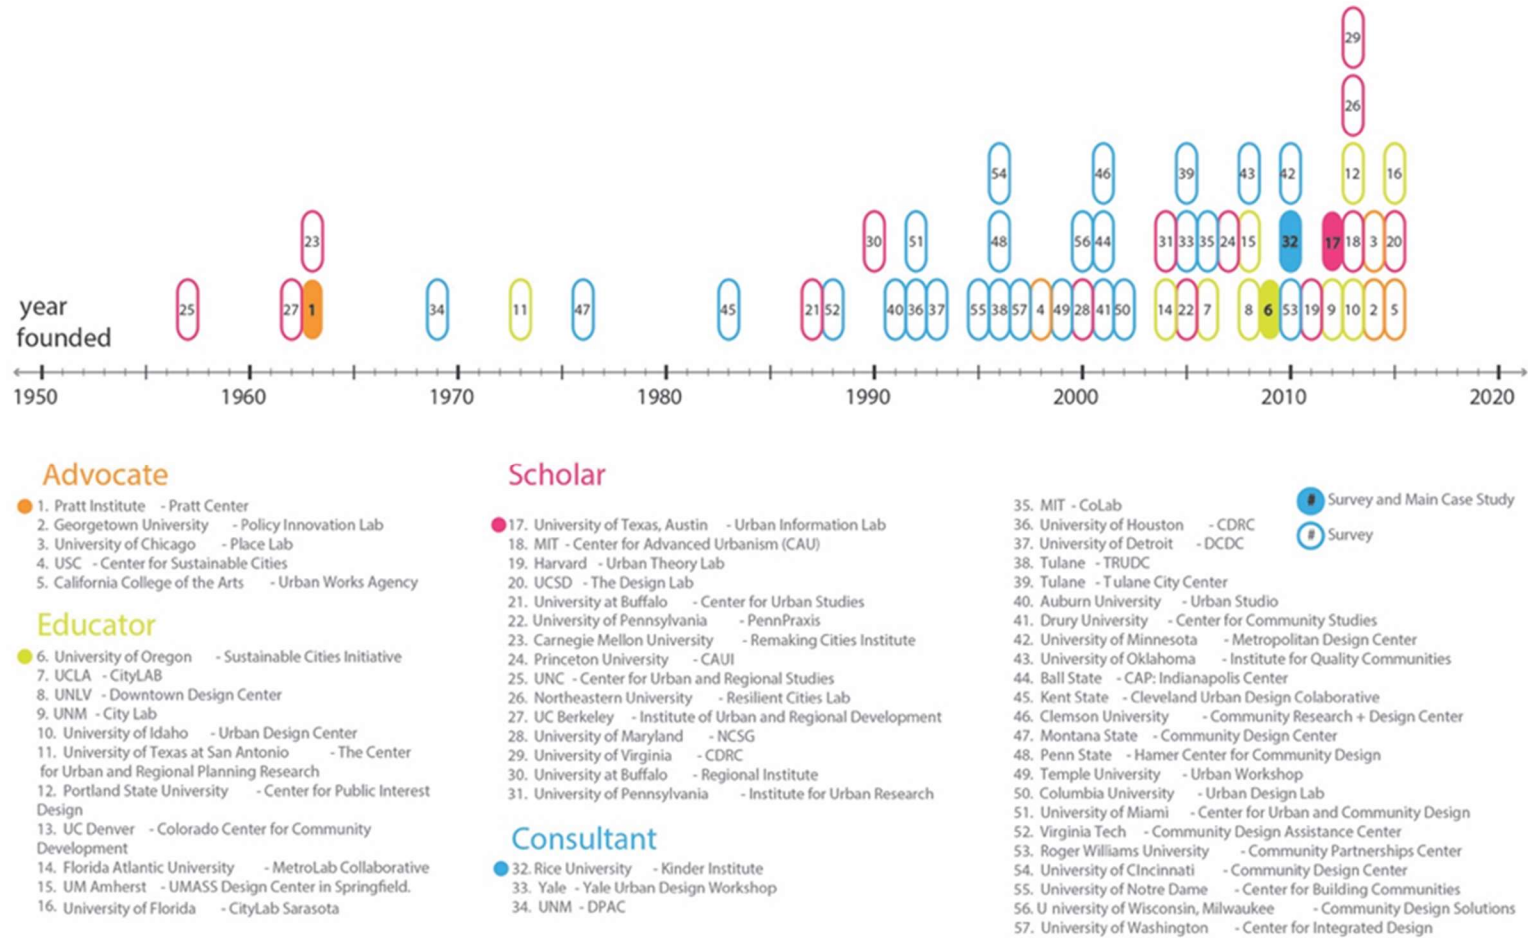 29
26
54 46 39 43 42 12 16
23 30 51 48 56 44 31 33 35 24 15 32 17 18 3 20
year
founded
25 27 1 34 11 47 45 21 52 40 36 37 55 38 57 4 49 28 41 50 14 22 7 8 6 53 19 9 10 2 5
1950 1960 1970 1980 1990 2000 2010 2020
Advocate
1. Pratt Institute - Pratt Center
2. Georgetown University - Policy Innovation Lab
3. University of Chicago - Place Lab
4. USC - Center for Sustainable Cities
5. California College of the Arts - Urban Works Agency
Educator
6. University of Oregon - Sustainable Cities Initiative
7. UCLA - CityLAB
8. UNLV - Downtown Design Center
9. UNM - City Lab
10. University of Idaho - Urban Design Center
11. University of Texas at San Antonio - The Center
for Urban and Regional Planning Research
12. Portland State University - Center for Public Interest
Design
13. UC Denver - Colorado Center for Community
Development
14. Florida Atlantic University - MetroLab Collaborative
15. UM Amherst - UMASS Design Center in Springfield.
16. University of Florida - CityLab Sarasota
Scholar
17. University of Texas, Austin - Urban Information Lab
18. MIT - Center for Advanced Urbanism (CAU)
19. Harvard - Urban Theory Lab
20. UCSD - The Design Lab
21. University at Buffalo - Center for Urban Studies
22. University of Pennsylvania - PennPraxis
23. Carnegie Mellon University - Remaking Cities Institute
24. Princeton University - CAUI
25. UNC - Center for Urban and Regional Studies
26. Northeastern University - Resilient Cities Lab
27. UC Berkeley - Institute of Urban and Regional Development
28. University of Maryland - NCSG
29. University of Virginia - CDRC
30. University at Buffalo - Regional Institute
31. University of Pennsylvania - Institute for Urban Research
Consultant
32. Rice University - Kinder Institute
33. Yale - Yale Urban Design Workshop
34. UNM - DPAC
35. MIT - CoLab
36. University of Houston - CDRC
37. University of Detroit - DCDC
38. Tulane - TRUDC
39. Tulane - Tulane City Center
40. Auburn University - Urban Studio
41. Drury University - Center for Community Studies
42. University of Minnesota - Metropolitan Design Center
43. University of Oklahoma - Institute for Quality Communities
44. Ball State - CAP: Indianapolis Center
45. Kent State - Cleveland Urban Design Colaborative
46. Clemson University - Community Research + Design Center
47. Montana State - Community Design Center
48. Penn State - Hamer Center for Community Design
49. Temple University - Urban Workshop
50. Columbia University - Urban Design Lab
51. University of Miami - Center for Urban and Community Design
52. Virginia Tech - Community Design Assistance Center
53. Roger Williams University - Community Partnerships Center
54. University of CIncinnati - Community Design Center
55. University of Notre Dame - Center for Building Communities
56. U niversity of Wisconsin, Milwaukee - Community Design Solutions
57. University of Washington - Center for Integrated Design
# Survey and Main Case Study
# Survey